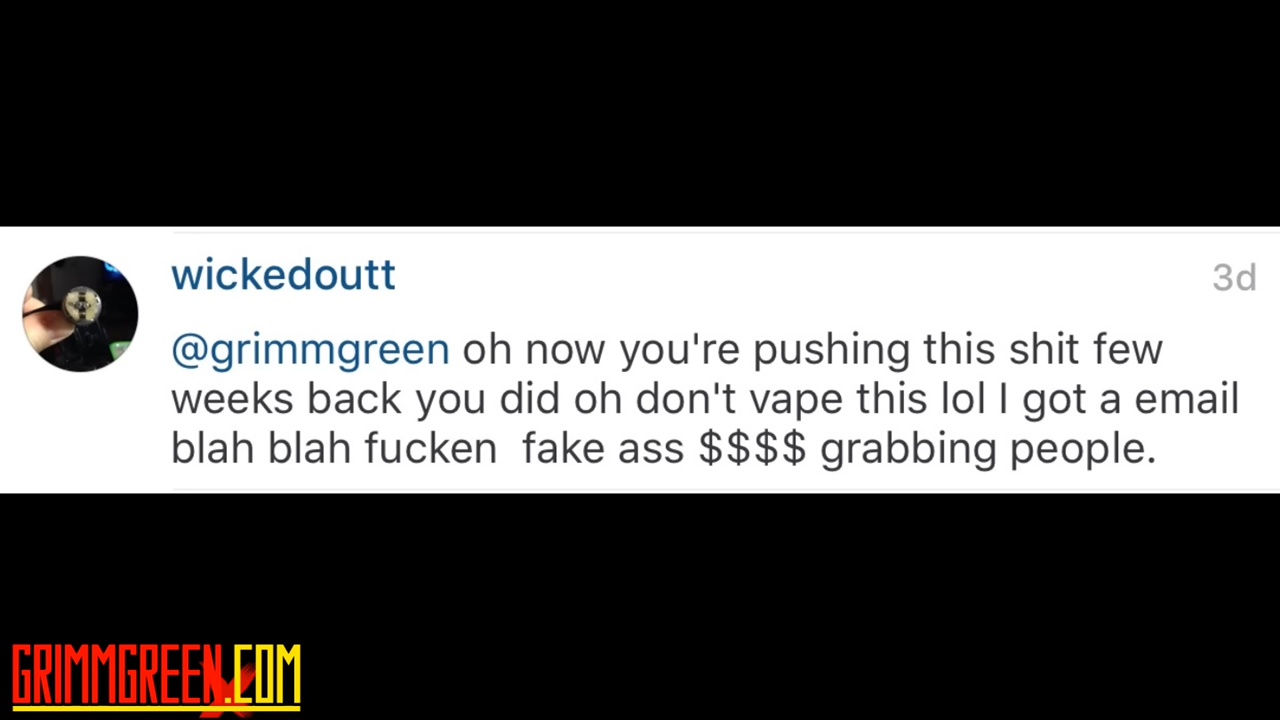 wickedoutt
3d
@grimmgreen oh now you're pushing this shit few
weeks back you did oh don't vape this lol I got a email
blah blah fucken  fake ass $$$$ grabbing people.
GRIMMGREEN.COM